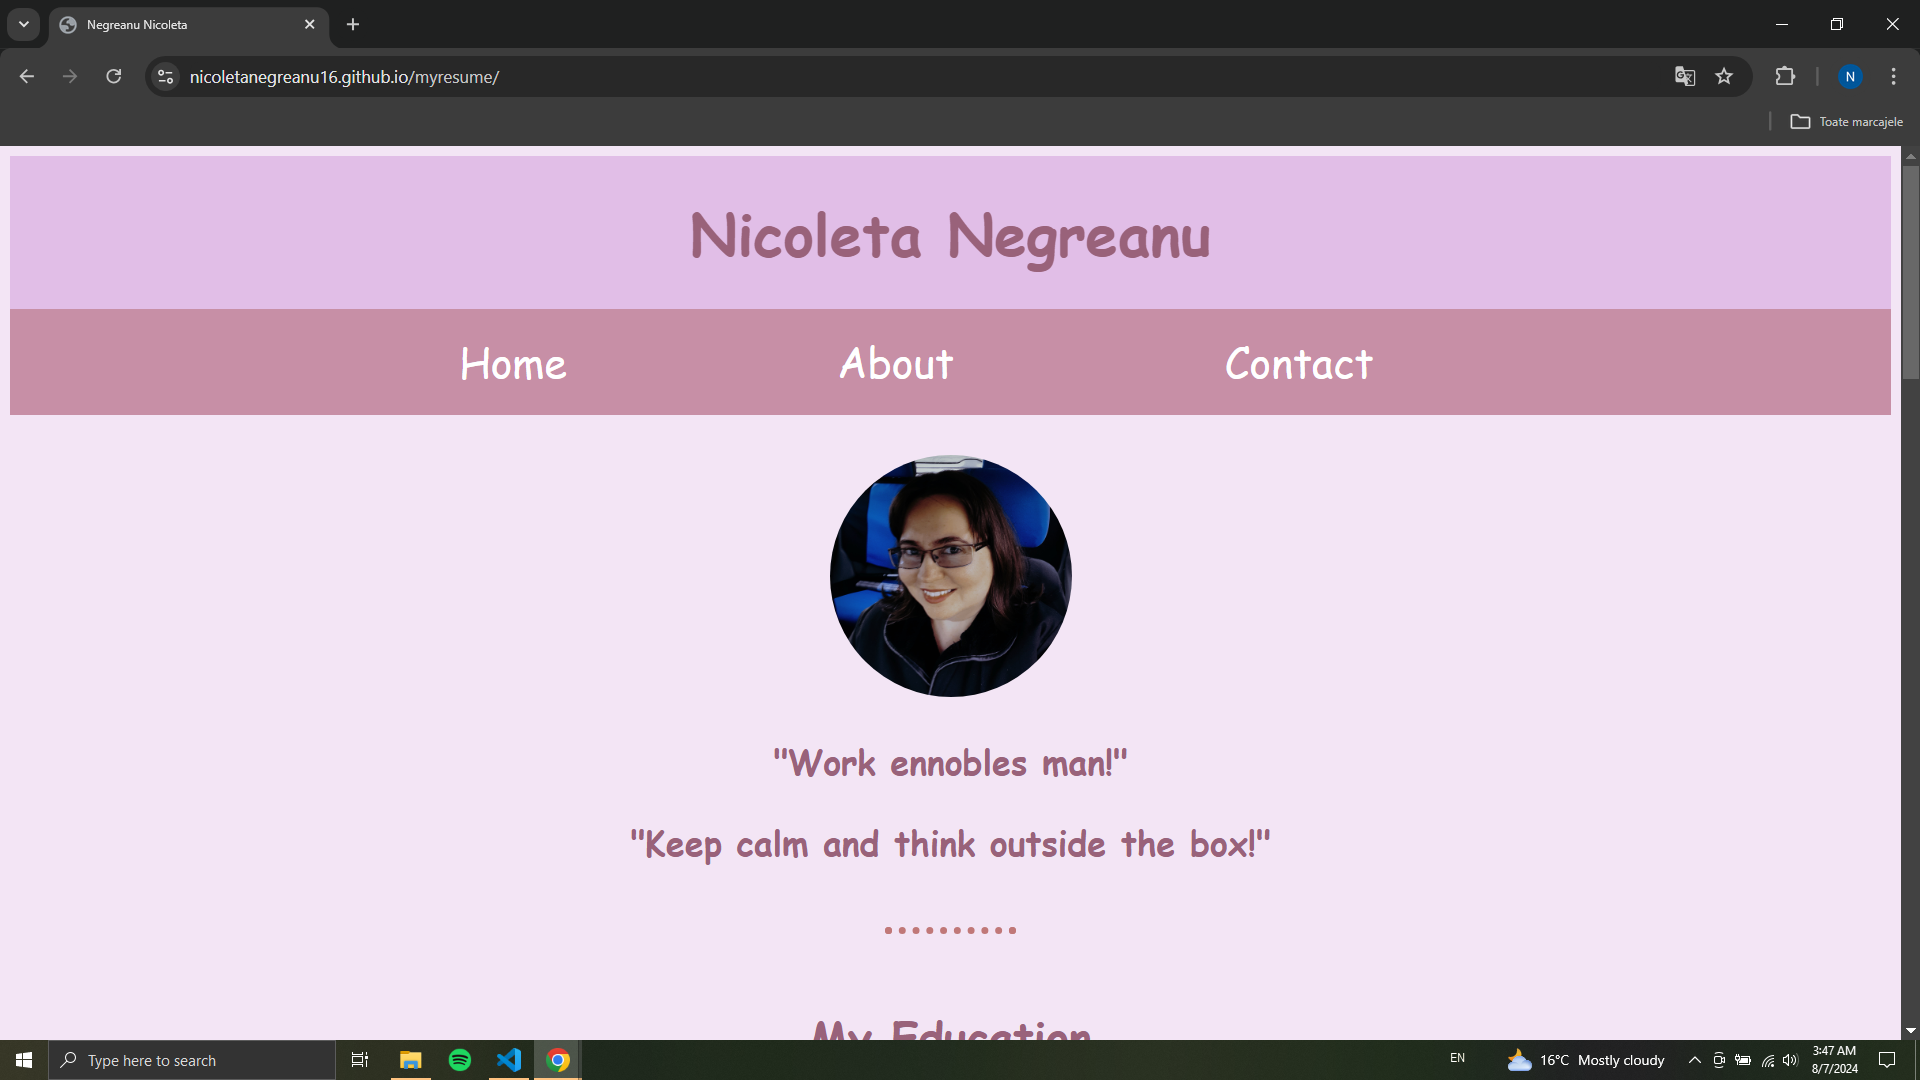 Negreanu Nicoleta
nicoletanegreanu16.github.io/myresume/
N
Toate marcajele
Nicoleta Negreanu
Home About Contact
"Work ennobles man!"
"Keep calm and think outside the box!"
My Education
Type here to search
EN
16°C Mostly cloudy
3:47 AM
8/7/2024